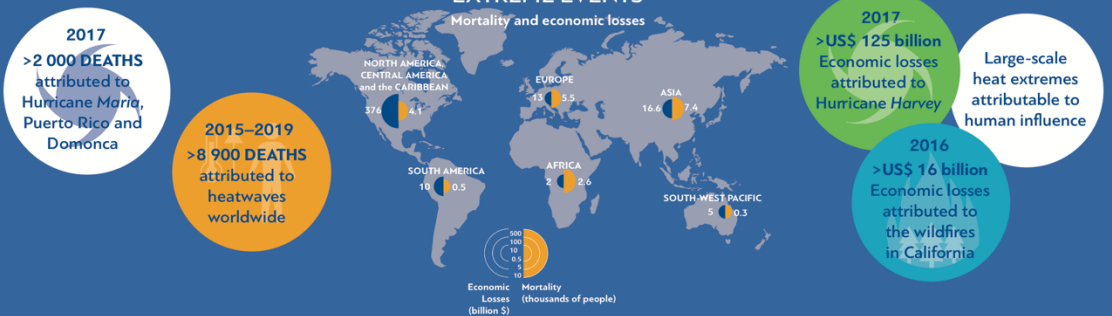 EXTREME EVENTS
Mortality and economic losses
2017
>2 000 DEATHS
attributed to
Hurricane Maria,
Puerto Rico and
Domonca
2015–2019
>8 900 DEATHS
attributed to
heatwaves
worldwide
NORTH AMERICA,
CENTRAL AMERICA
and the CARIBBEAN
376 4.1
SOUTH AMERICA
10 0.5
EUROPE
13 5.5
AFRICA
2 2.6
ASIA
16.6 7.4
SOUTH-WEST PACIFIC
5 0.3
500
100
10
0.5
5
10
Economic
Losses
(billion $)
Mortality
(thousands of people)
2017
>US$ 125 billion
Economic losses
attributed to
Hurricane Harvey
Large-scale
heat extremes
attributable to
human influence
2016
>US$ 16 billion
Economic losses
attributed to
the wildfires
in California